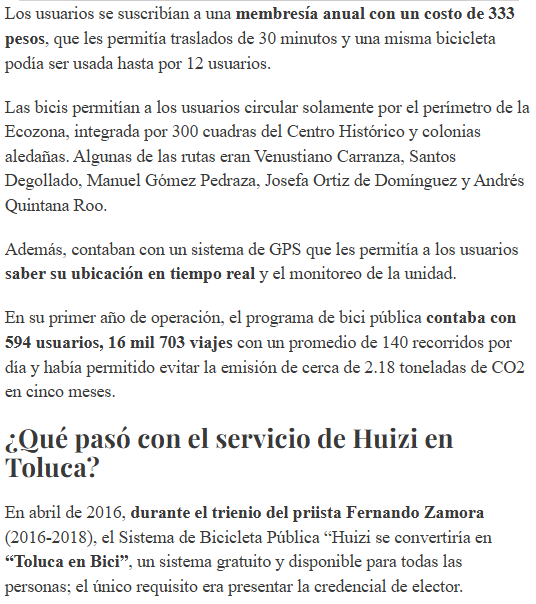 Los usuarios se suscribían a una membresía anual con un costo de 333
pesos, que les permitía traslados de 30 minutos y una misma bicicleta
podía ser usada hasta por 12 usuarios.
Las bicis permitían a los usuarios circular solamente por el perímetro de la
Ecozona, integrada por 300 cuadras del Centro Histórico y colonias
aledañas. Algunas de las rutas eran Venustiano Carranza, Santos
Degollado, Manuel Gómez Pedraza, Josefa Ortiz de Domínguez y Andrés
Quintana Roo.
Además, contaban con un sistema de GPS que les permitía a los usuarios
saber su ubicación en tiempo real y el monitoreo de la unidad.
En su primer año de operación, el programa de bici pública contaba con
594 usuarios, 16 mil 703 viajes con un promedio de 140 recorridos por
día y había permitido evitar la emisión de cerca de 2.18 toneladas de CO2
en cinco meses.
¿Qué pasó con el servicio de Huizi en
Toluca?
En abril de 2016, durante el trienio del priista Fernando Zamora
(2016-2018), el Sistema de Bicicleta Pública “Huizi se convertiría en
“Toluca en Bici”, un sistema gratuito y disponible para todas las
personas; el único requisito era presentar la credencial de elector.